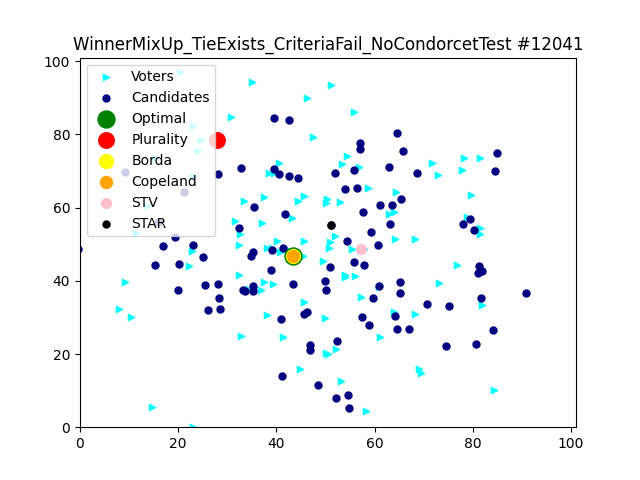 WinnerMixUp_TieExists_CriteriaFail_NoCondorcetTest #12041
100
80
60
40
20
0
0
20
40
60
80
100
Voters
Candidates
Optimal
Plurality
Borda
Copeland
STV
STAR